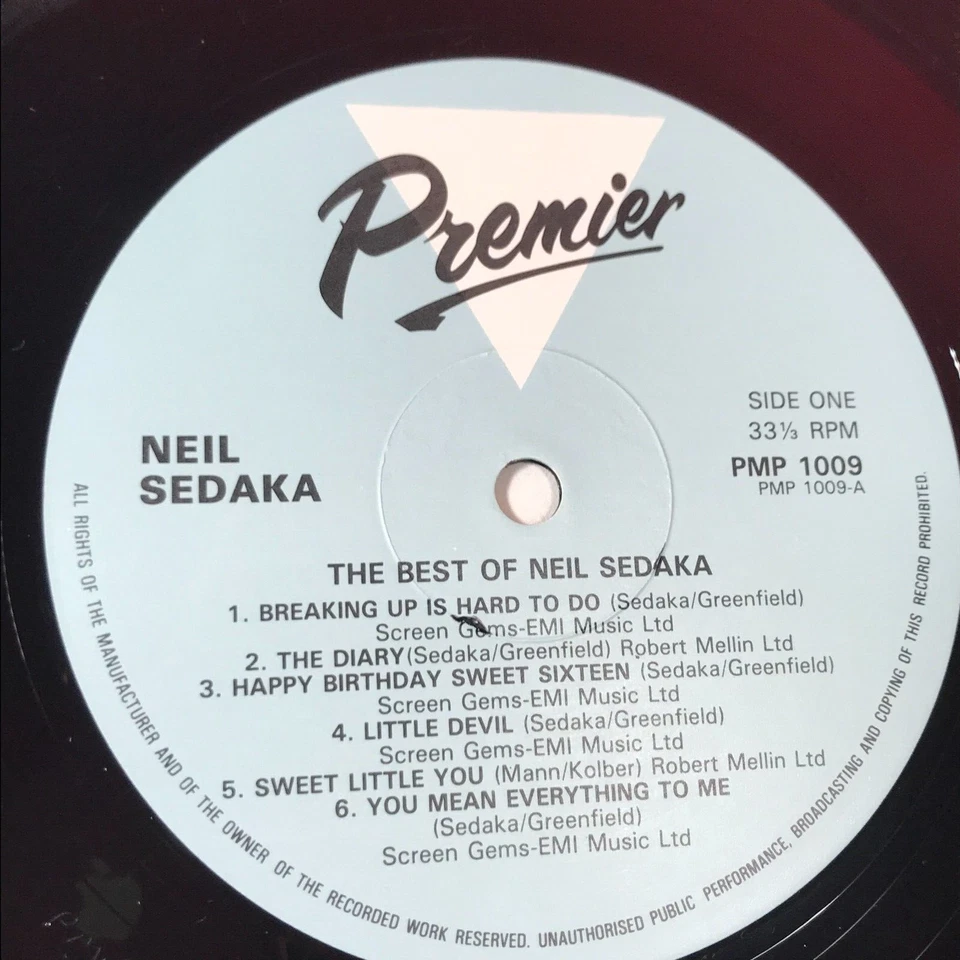 Premier
SIDE ONE
33⅓ RPM
PMP 1009
PMP 1009-A
NEIL
SEDAKA
THE BEST OF NEIL SEDAKA
1. BREAKING UP IS HARD TO DO (Sedaka/Greenfield)
Screen Gems-EMI Music Ltd
2. THE DIARY(Sedaka/Greenfield) Robert Mellin Ltd
3. HAPPY BIRTHDAY SWEET SIXTEEN (Sedaka/Greenfield)
Screen Gems-EMI Music Ltd
4. LITTLE DEVIL (Sedaka/Greenfield)
Screen Gems-EMI Music Ltd
5. SWEET LITTLE YOU (Mann/Kolber) Robert Mellin Ltd
6. YOU MEAN EVERYTHING TO ME
(Sedaka/Greenfield)
Screen Gems-EMI Music Ltd
ALL RIGHTS OF THE MANUFACTURER AND OF THE OWNER OF THE RECORDED WORK RESERVED. UNAUTHORISED PUBLIC PERFORMANCE, BROADCASTING AND COPYING OF THIS RECORD PROHIBITED.